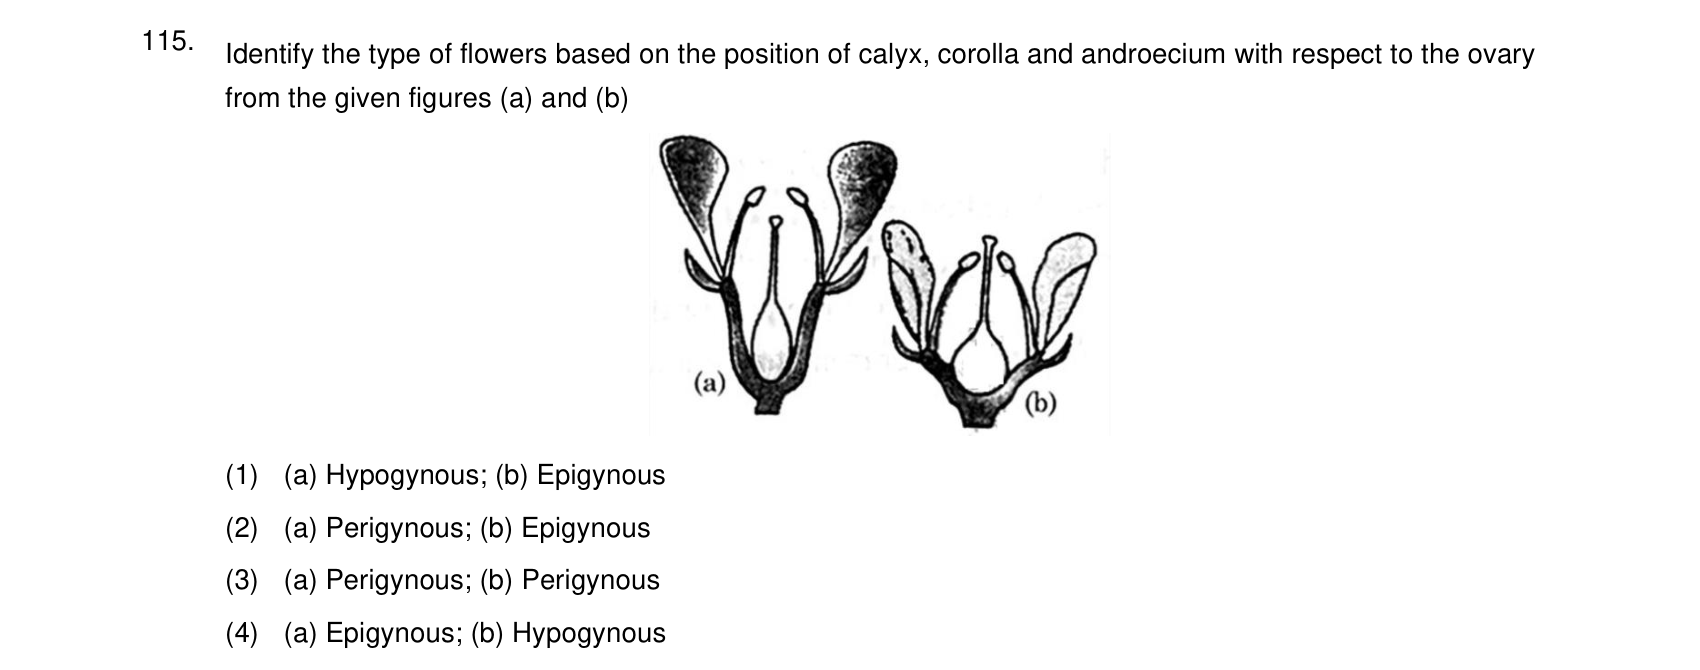 115.
Identify the type of flowers based on the position of calyx, corolla and androecium with respect to the ovary
from the given figures (a) and (b)
(a)
(b)
(1) (a) Hypogynous; (b) Epigynous
(2) (a) Perigynous; (b) Epigynous
(3) (a) Perigynous; (b) Perigynous
(4) (a) Epigynous; (b) Hypogynous